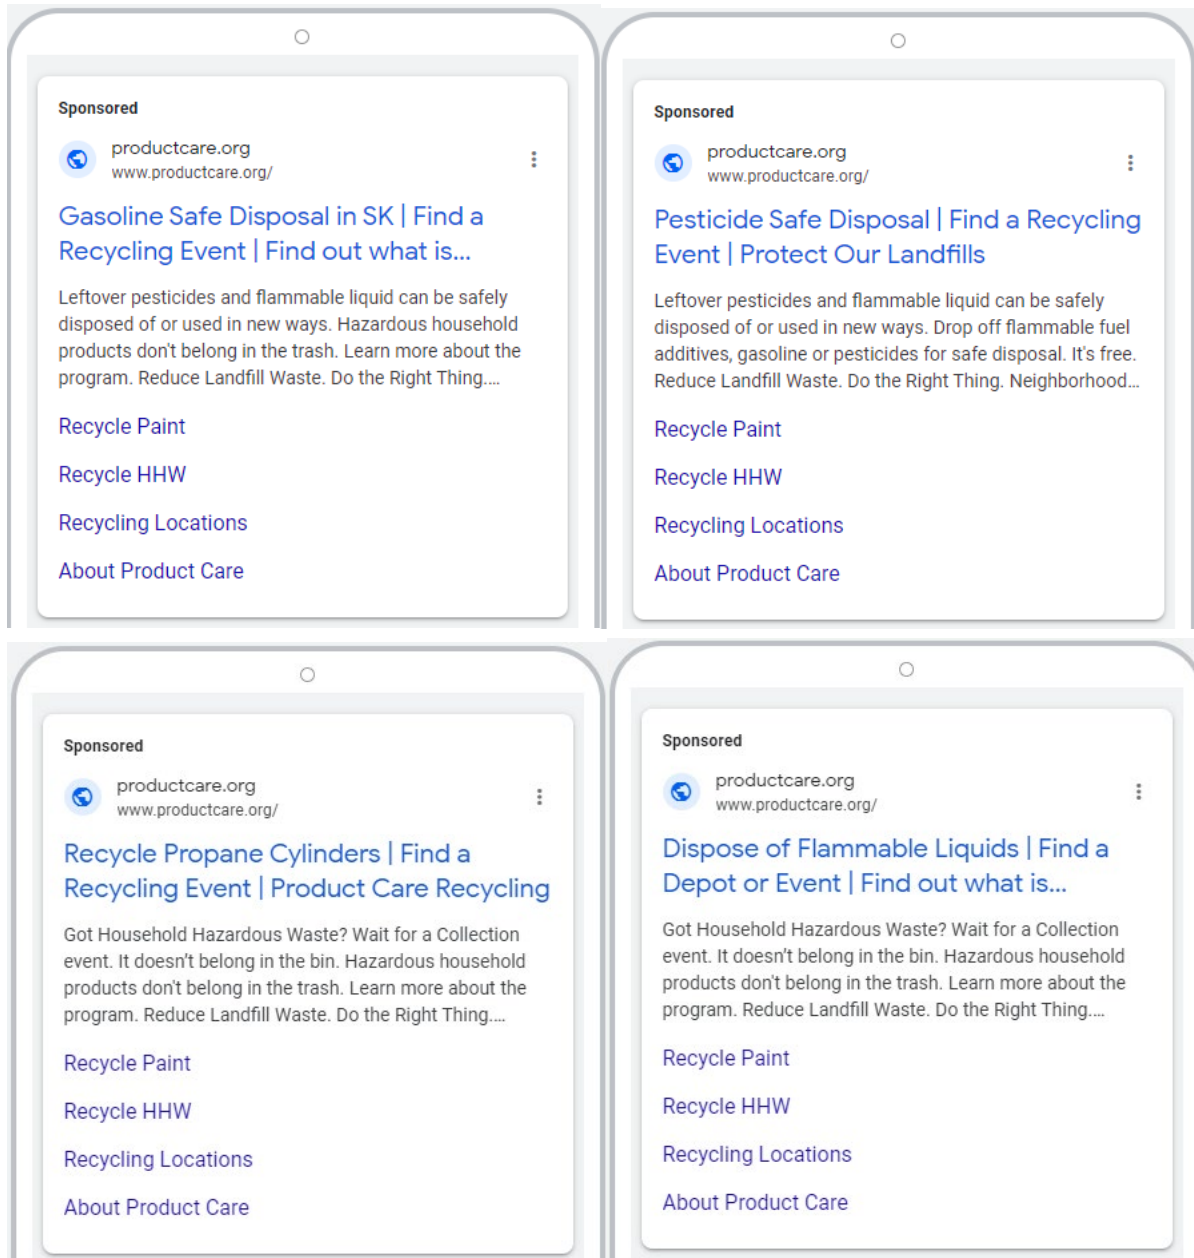 Sponsored
productcare.org
www.productcare.org/
Gasoline Safe Disposal in SK | Find a
Recycling Event | Find out what is...
Leftover pesticides and flammable liquid can be safely
disposed of or used in new ways. Hazardous household
products don't belong in the trash. Learn more about the
program. Reduce Landfill Waste. Do the Right Thing....
Recycle Paint
Recycle HHW
Recycling Locations
About Product Care
Sponsored
productcare.org
www.productcare.org/
Pesticide Safe Disposal | Find a Recycling
Event | Protect Our Landfills
Leftover pesticides and flammable liquid can be safely
disposed of or used in new ways. Drop off flammable fuel
additives, gasoline or pesticides for safe disposal. It's free.
Reduce Landfill Waste. Do the Right Thing. Neighborhood...
Recycle Paint
Recycle HHW
Recycling Locations
About Product Care
Sponsored
productcare.org
www.productcare.org/
Recycle Propane Cylinders | Find a
Recycling Event | Product Care Recycling
Got Household Hazardous Waste? Wait for a Collection
event. It doesn’t belong in the bin. Hazardous household
products don't belong in the trash. Learn more about the
program. Reduce Landfill Waste. Do the Right Thing....
Recycle Paint
Recycle HHW
Recycling Locations
About Product Care
Sponsored
productcare.org
www.productcare.org/
Dispose of Flammable Liquids | Find a
Depot or Event | Find out what is...
Got Household Hazardous Waste? Wait for a Collection
event. It doesn’t belong in the bin. Hazardous household
products don't belong in the trash. Learn more about the
program. Reduce Landfill Waste. Do the Right Thing....
Recycle Paint
Recycle HHW
Recycling Locations
About Product Care